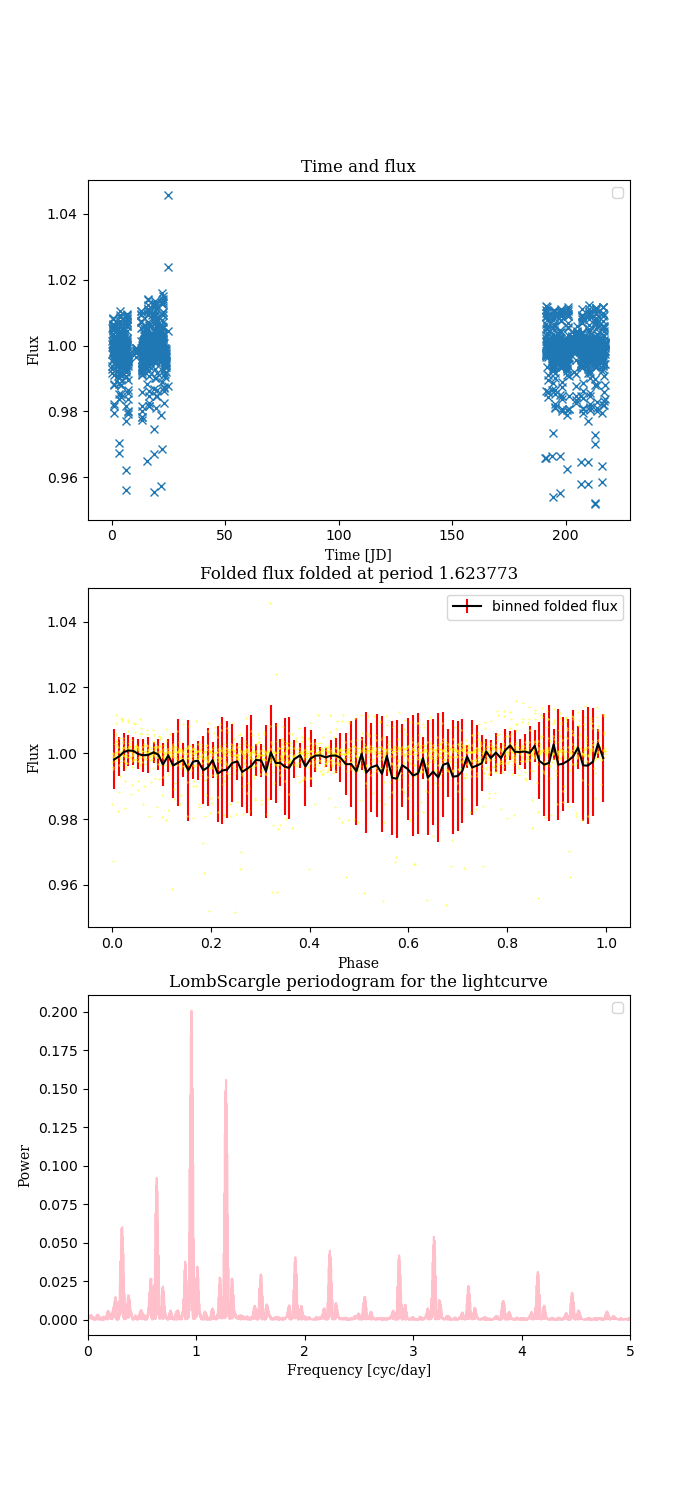 Time and flux
1.04
1.02
1.00
0.98
0.96
Flux
0 50 100 150 200
Time [JD]
Folded flux folded at period 1.623773
binned folded flux
1.04
1.02
1.00
0.98
0.96
Flux
0.0 0.2 0.4 0.6 0.8 1.0
Phase
LombScargle periodogram for the lightcurve
0.200
0.175
0.150
0.125
0.100
0.075
0.050
0.025
0.000
Power
0 1 2 3 4 5
Frequency [cyc/day]